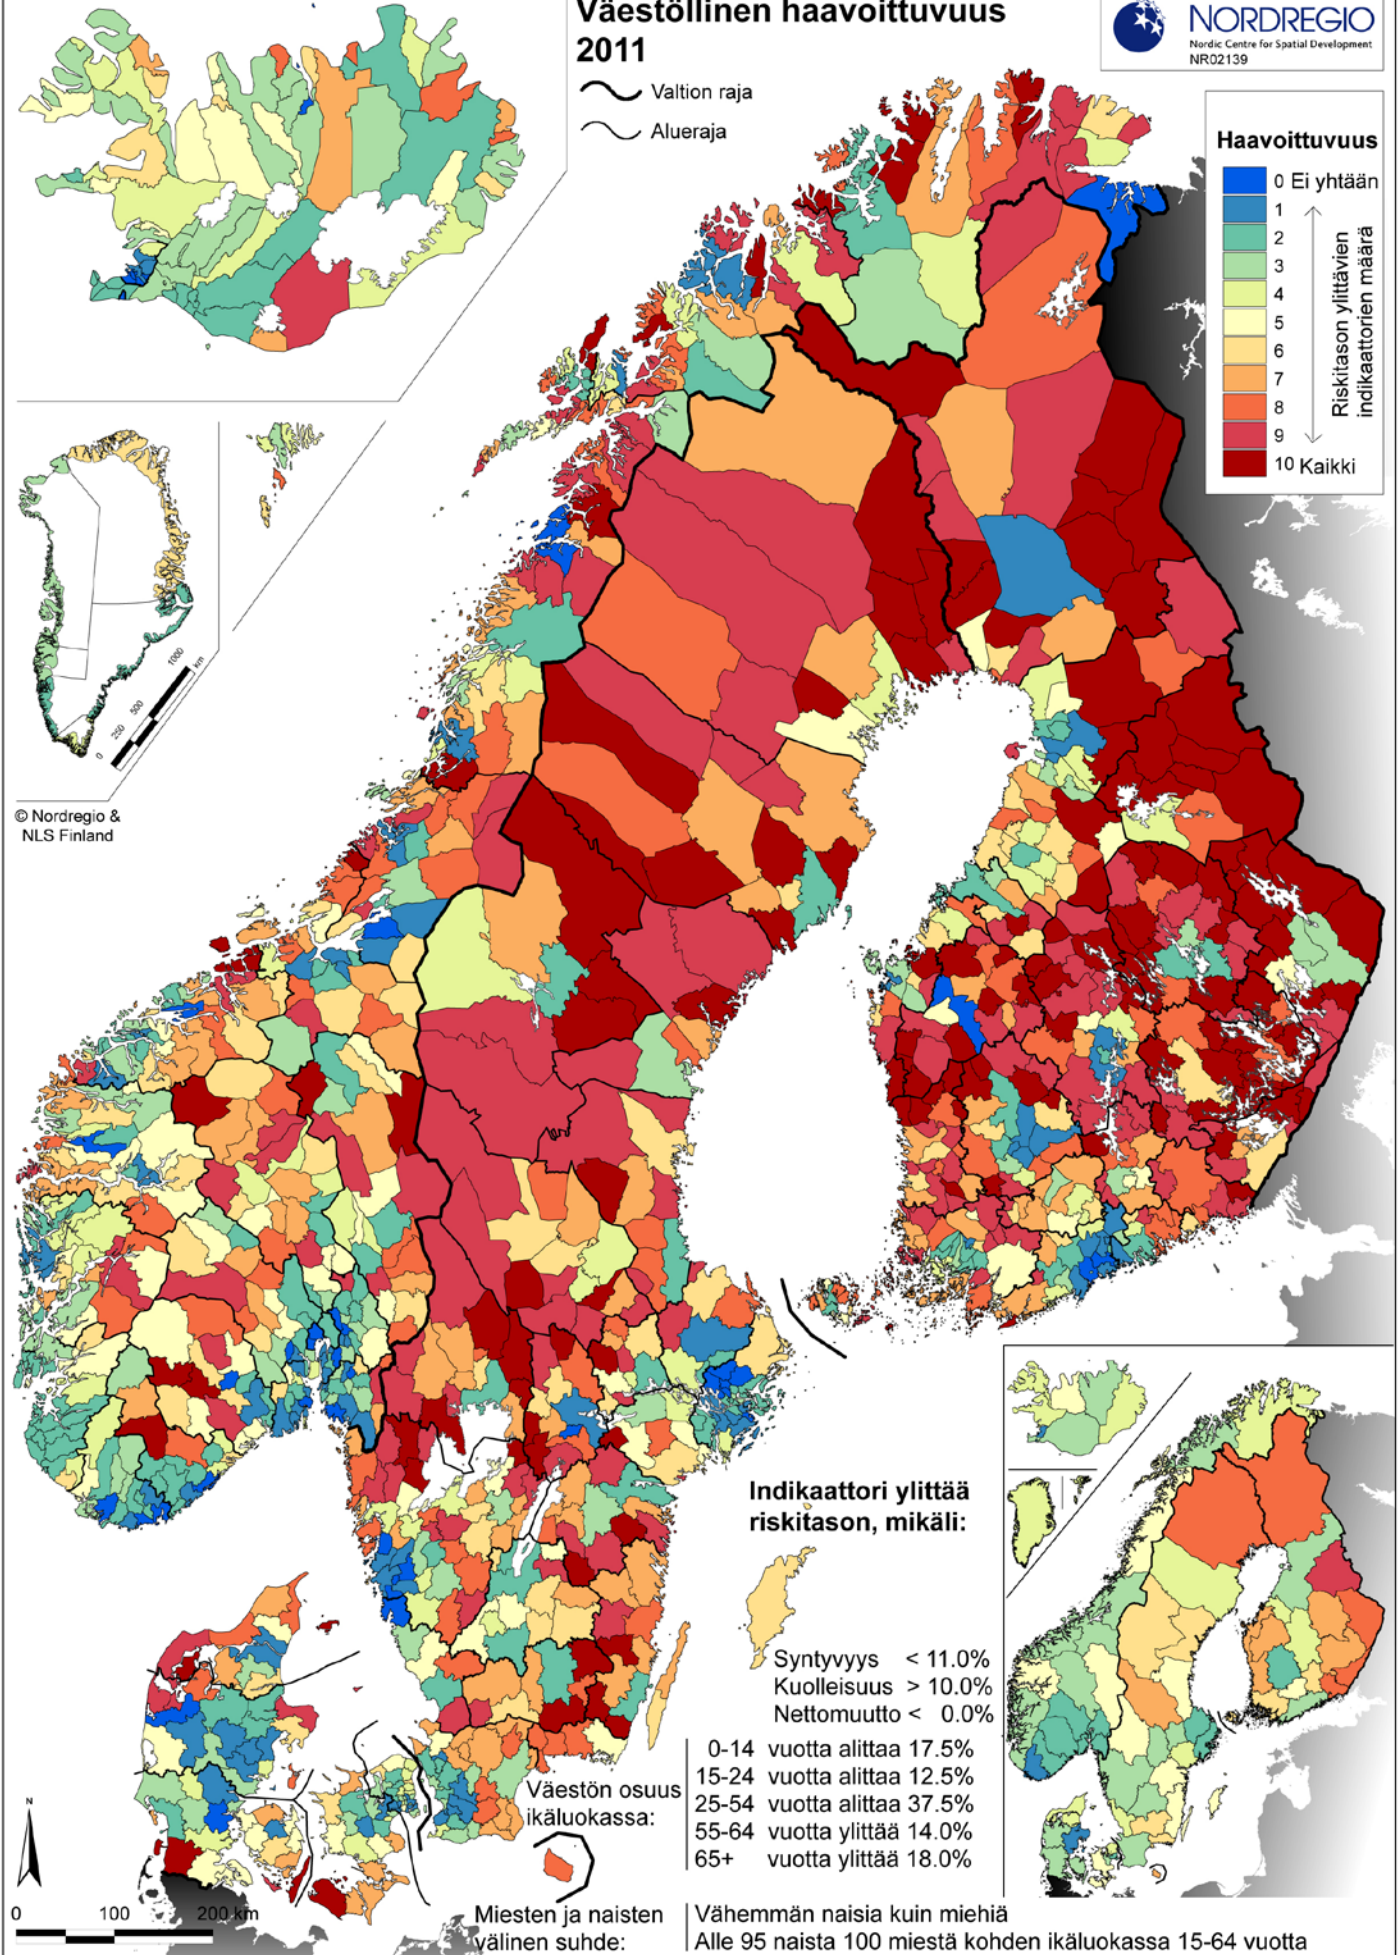 Väestöllinen haavoittuvuus
2011
Valtion raja
Alueraja
NORDREGIO
Nordic Centre for Spatial Development
NR02139
Haavoittuvuus
0 Ei yhtään
1
2
3
4
5
6
7
8
9
10 Kaikki
Riskitason ylittävien
indikaattorien määrä
0 250 500 1000
km
© Nordregio &
NLS Finland
Indikaattori ylittää
riskitason, mikäli:
Syntyvyys < 11.0%
Kuolleisuus > 10.0%
Nettomuutto < 0.0%
Väestön osuus
ikäluokassa:
0-14 vuotta alittaa 17.5%
15-24 vuotta alittaa 12.5%
25-54 vuotta alittaa 37.5%
55-64 vuotta ylittää 14.0%
65+ vuotta ylittää 18.0%
Miesten ja naisten
välinen suhde:
Vähemmän naisia kuin miehiä
Alle 95 naista 100 miestä kohden ikäluokassa 15-64 vuotta
N
0 100 200 km